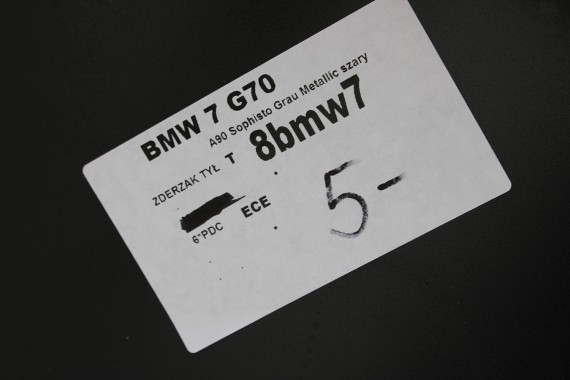 BMW 7 G70
A90 Sophisto Grau Metallic szary
ZDERZAK TYŁ T 8bmw7
6*PDC ECE
5-